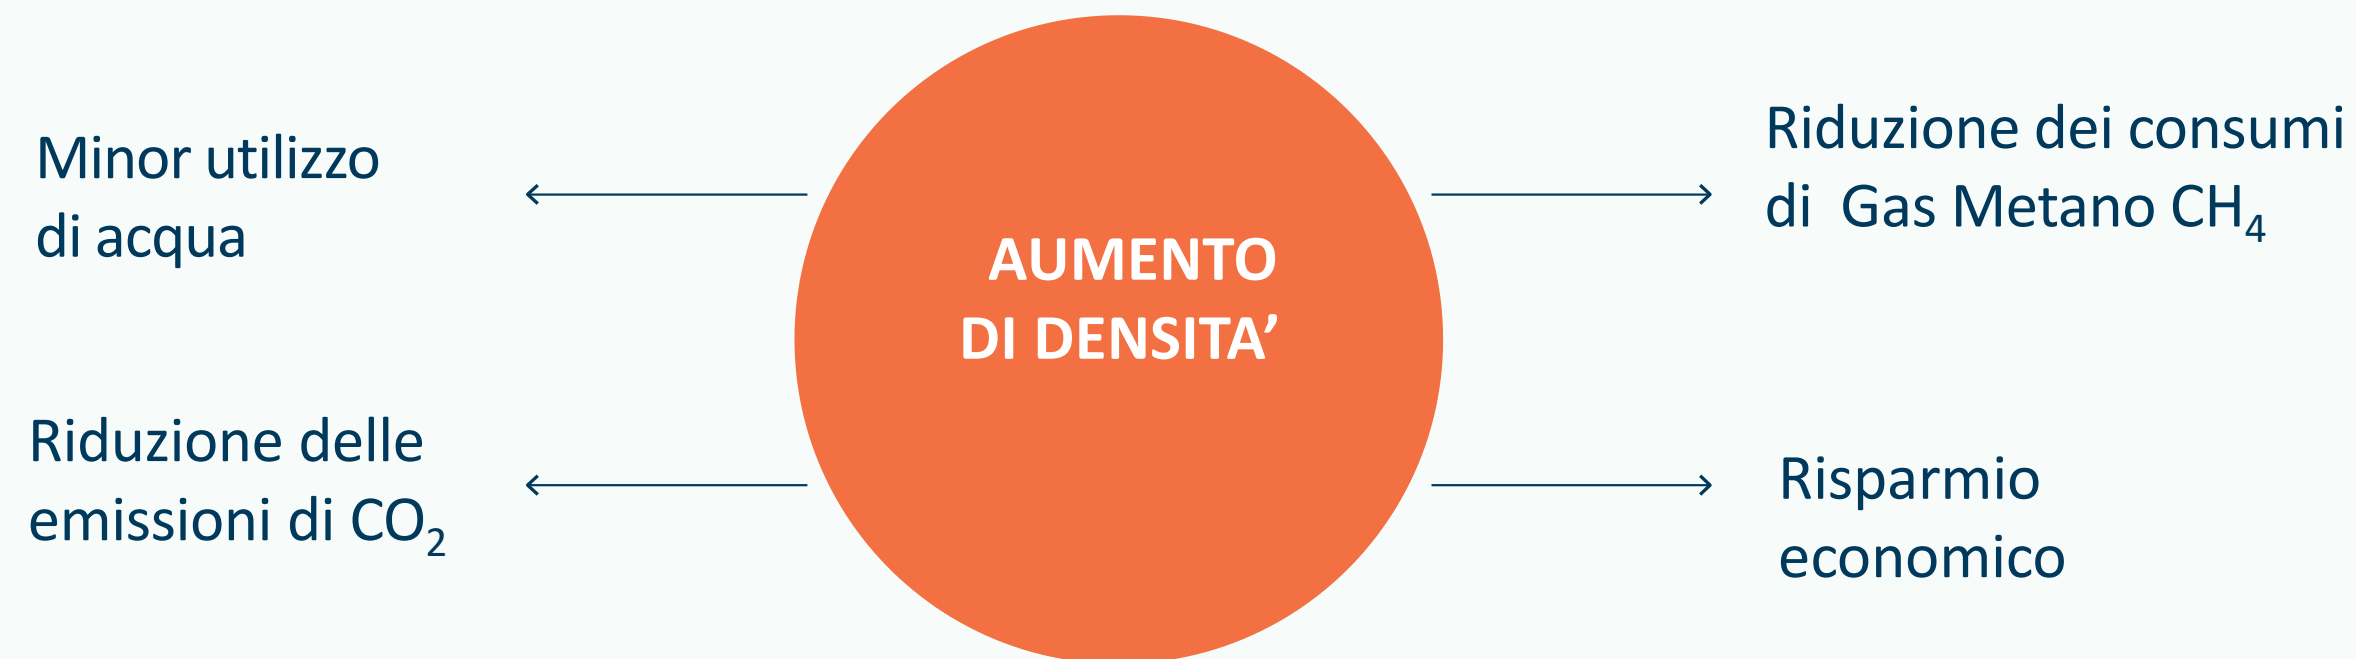 Minor utilizzo
di acqua
Riduzione delle
emissioni di CO₂
AUMENTO
DI DENSITA’
Riduzione dei consumi
di  Gas Metano CH₄
Risparmio
economico